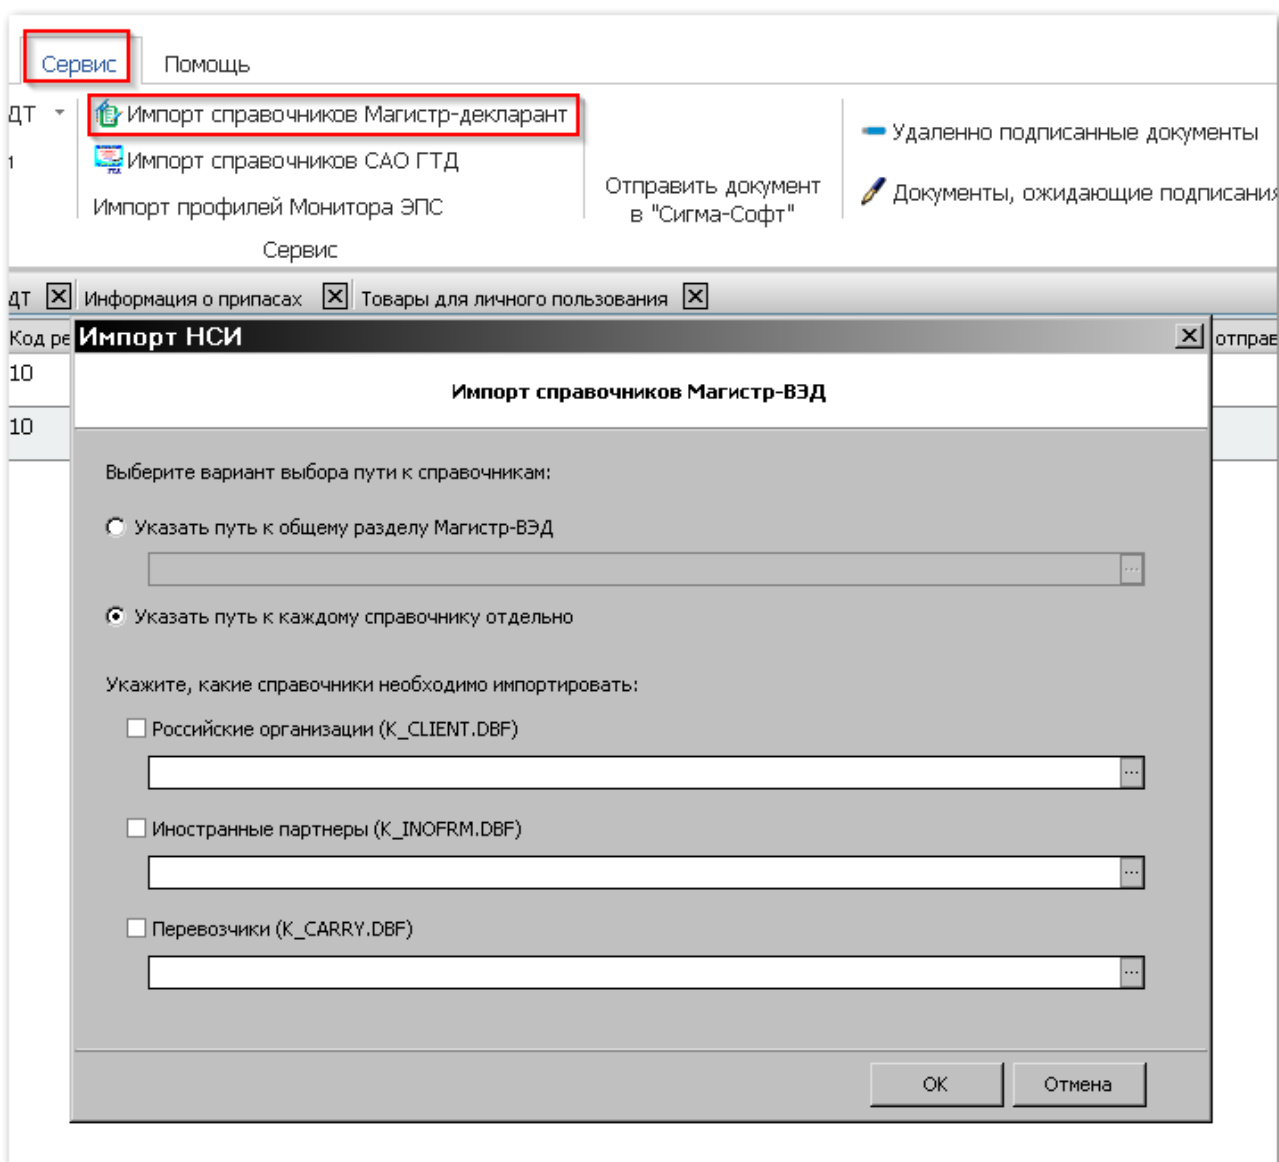 Сервис Помощь
ДТ Импорт справочников Магистр-декларант
Импорт справочников САО ГТД
Импорт профилей Монитора ЭПС
Отправить документ
в "Сигма-Софт"
Удаленно подписанные документы
Документы, ожидающие подписания
Сервис
ДТ Информация о припасах Товары для личного пользования
Код ре Импорт НСИ отправ
10
10
Импорт справочников Магистр-ВЭД
Выберите вариант выбора пути к справочникам:
Указать путь к общему разделу Магистр-ВЭД
...
Указать путь к каждому справочнику отдельно
Укажите, какие справочники необходимо импортировать:
Российские организации (K_CLIENT.DBF)
...
Иностранные партнеры (K_INOFRM.DBF)
...
Перевозчики (K_CARRY.DBF)
...
OK Отмена